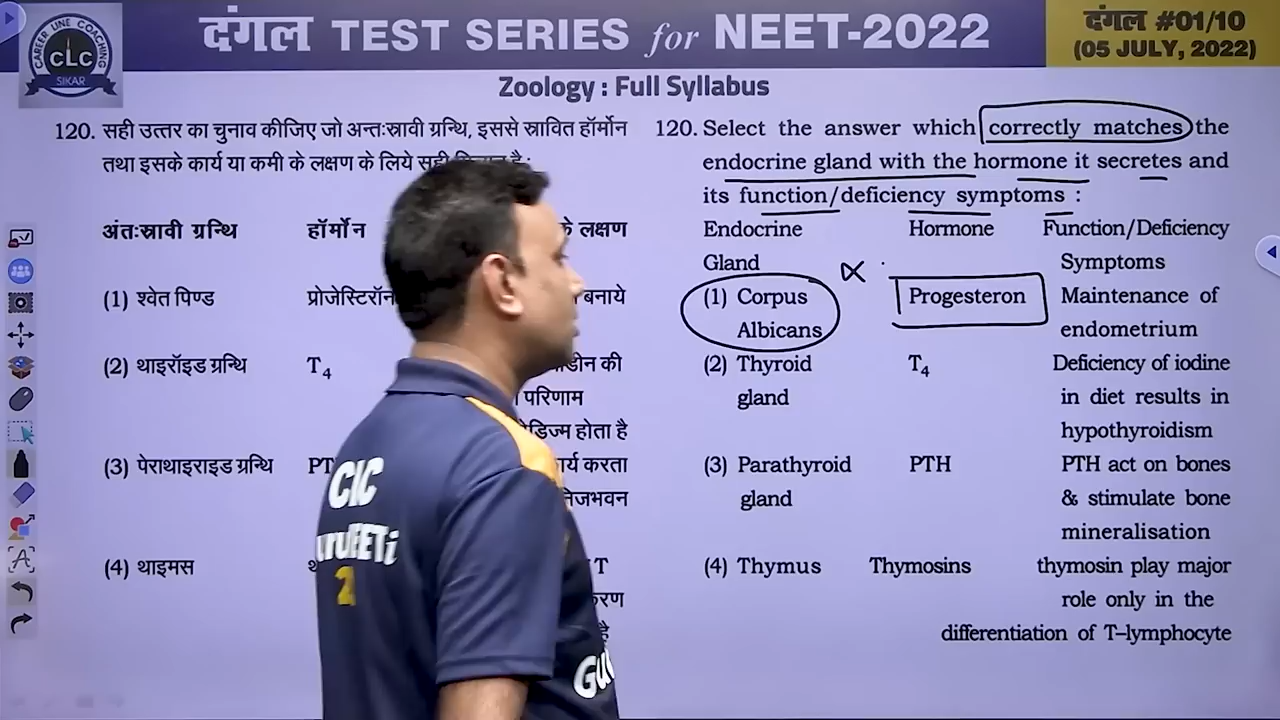 दंगल TEST SERIES for NEET-2022
दंगल #01/10
(05 JULY, 2022)
CAREER LINE COACHING
CLC
SIKAR
Zoology : Full Syllabus
120. सही उत्तर का चुनाव कीजिए जो अन्तःस्रावी ग्रन्थि, इससे स्रावित हॉर्मोन
तथा इसके कार्य या कमी के लक्षण के लिये सही
अंतःस्रावी ग्रन्थि हॉर्मोन के लक्षण
(1) श्वेत पिण्ड प्रोजेस्टिरॉन बनाये
(2) थाइरॉइड ग्रन्थि T4 की
परिणाम
होता है
(3) पेराथाइराइड ग्रन्थि PT कार्य करता
(4) थाइमस T
है
120. Select the answer which correctly matches the
endocrine gland with the hormone it secretes and
its function/deficiency symptoms :
Endocrine Hormone Function/Deficiency
Gland Symptoms
(1) Corpus Progesteron Maintenance of
Albicans endometrium
(2) Thyroid T4 Deficiency of iodine
gland in diet results in
hypothyroidism
(3) Parathyroid PTH PTH act on bones
gland & stimulate bone
mineralisation
(4) Thymus Thymosins thymosin play major
role only in the
differentiation of T-lymphocyte
CLC
2